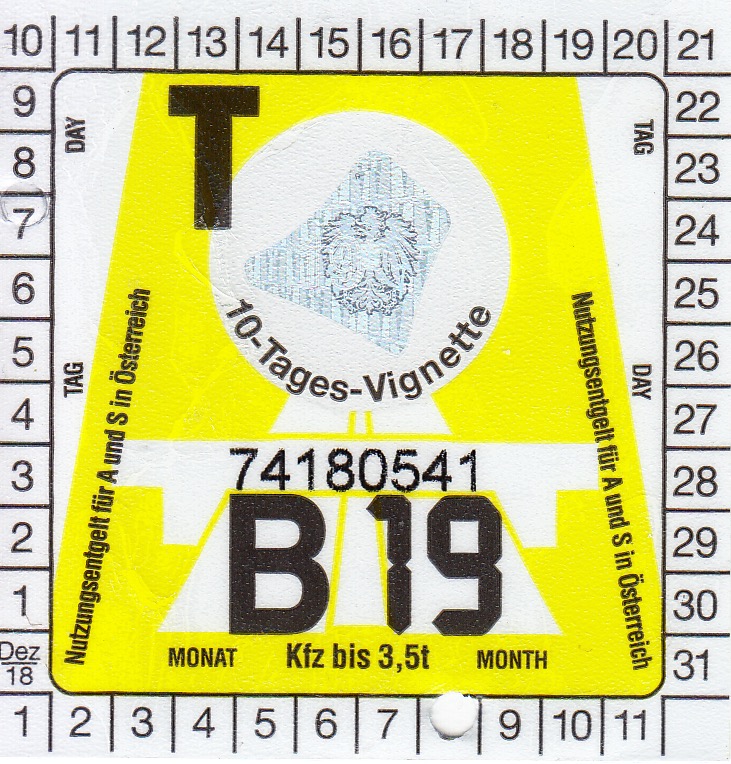 10 11 12 13 14 15 16 17 18 19 20 21
9 DAY T TAG 22
8 23
7 24
6 25
5 TAG DAY 26
4 27
3 28
2 29
1 30
Dez 18 31
10-Tages-Vignette
Nutzungsentgelt für A und S in Österreich
Nutzungsentgelt für A und S in Österreich
74180541
B 19
MONAT Kfz bis 3,5t MONTH
1 2 3 4 5 6 7 9 10 11